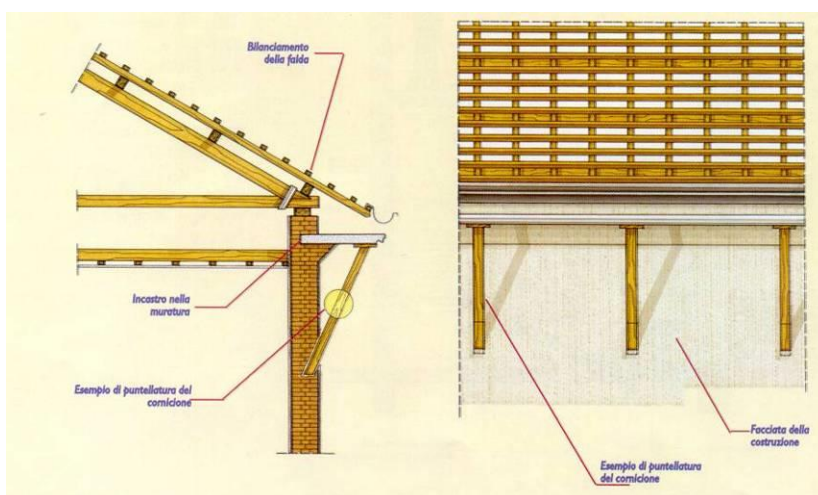 Bilanciamento
della falda
Incastro nella
muratura
Esempio di puntellatura del
cornicione
Facciata della
costruzione
Esempio di puntellatura
del cornicione